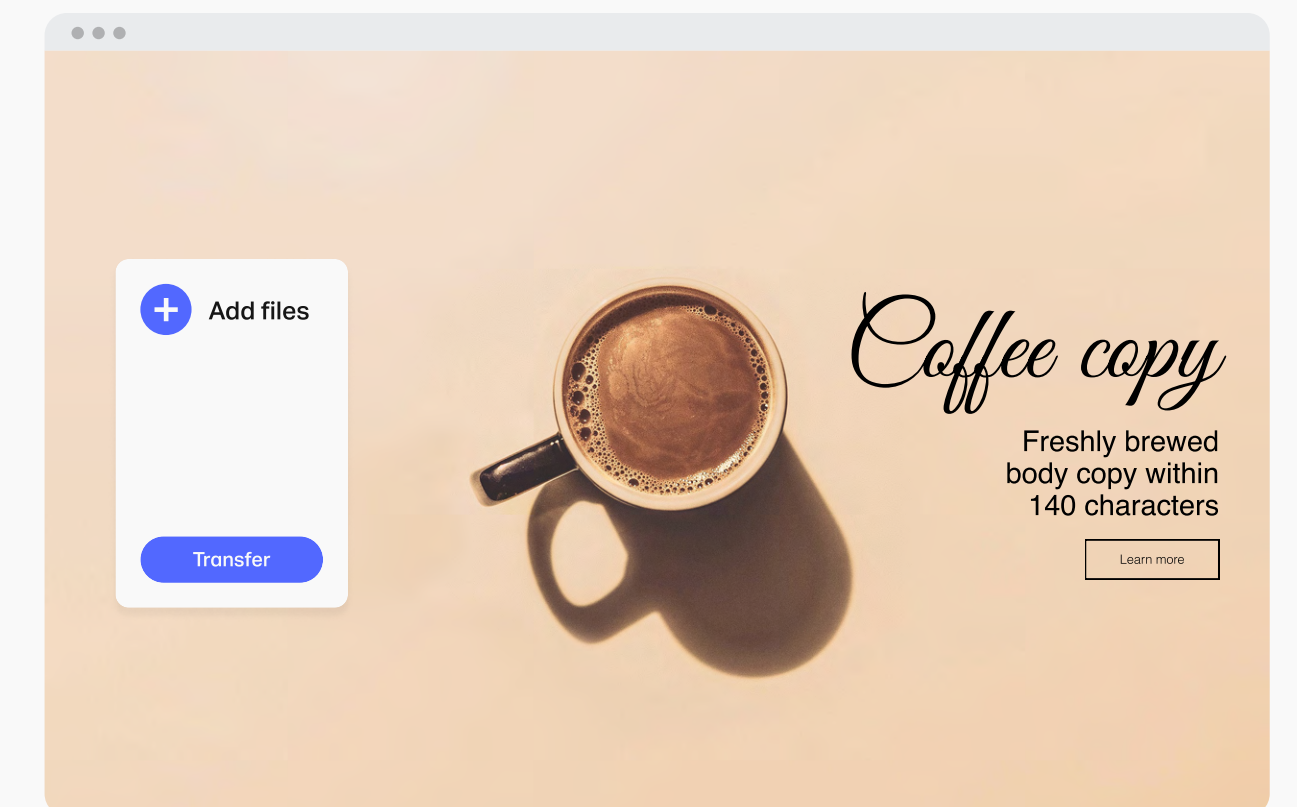 Add files
Transfer
Coffee copy
Freshly brewed
body copy within
140 characters
Learn more